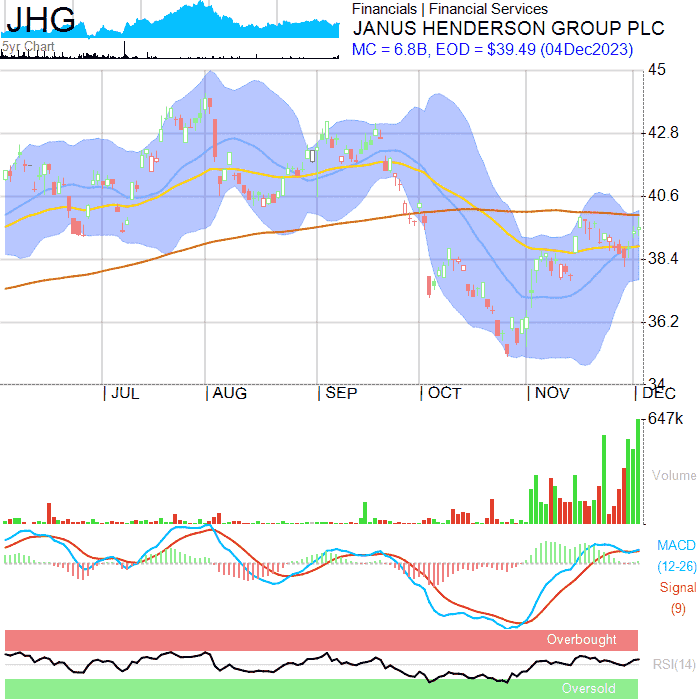 JHG
5yr Chart
Financials | Financial Services
JANUS HENDERSON GROUP PLC
MC = 6.8B, EOD = $39.49 (04Dec2023)
45
42.8
40.6
38.4
36.2
34
JUL AUG SEP OCT NOV DEC
647k
Volume
MACD
(12-26)
Signal
(9)
Overbought
RSI(14)
Oversold